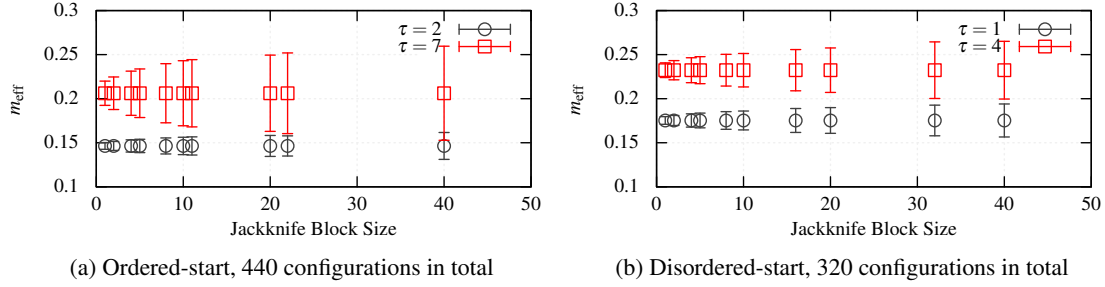 0.3
0.25
0.2
0.15
0.1
m_eff
τ = 2
τ = 7
0 10 20 30 40 50
Jackknife Block Size
(a) Ordered-start, 440 configurations in total
0.3
0.25
0.2
0.15
0.1
m_eff
τ = 1
τ = 4
0 10 20 30 40 50
Jackknife Block Size
(b) Disordered-start, 320 configurations in total